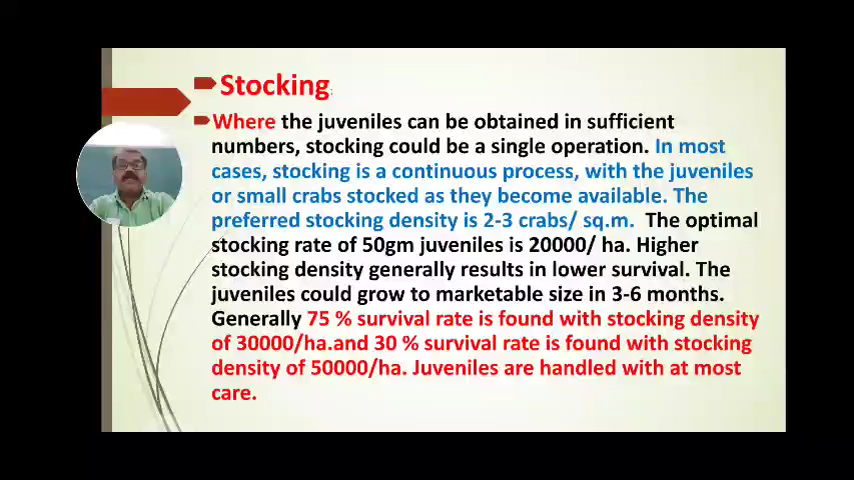 Stocking:
Where the juveniles can be obtained in sufficient
numbers, stocking could be a single operation. In most
cases, stocking is a continuous process, with the juveniles
or small crabs stocked as they become available. The
preferred stocking density is 2-3 crabs/ sq.m. The optimal
stocking rate of 50gm juveniles is 20000/ ha. Higher
stocking density generally results in lower survival. The
juveniles could grow to marketable size in 3-6 months.
Generally 75 % survival rate is found with stocking density
of 30000/ha.and 30 % survival rate is found with stocking
density of 50000/ha. Juveniles are handled with at most
care.